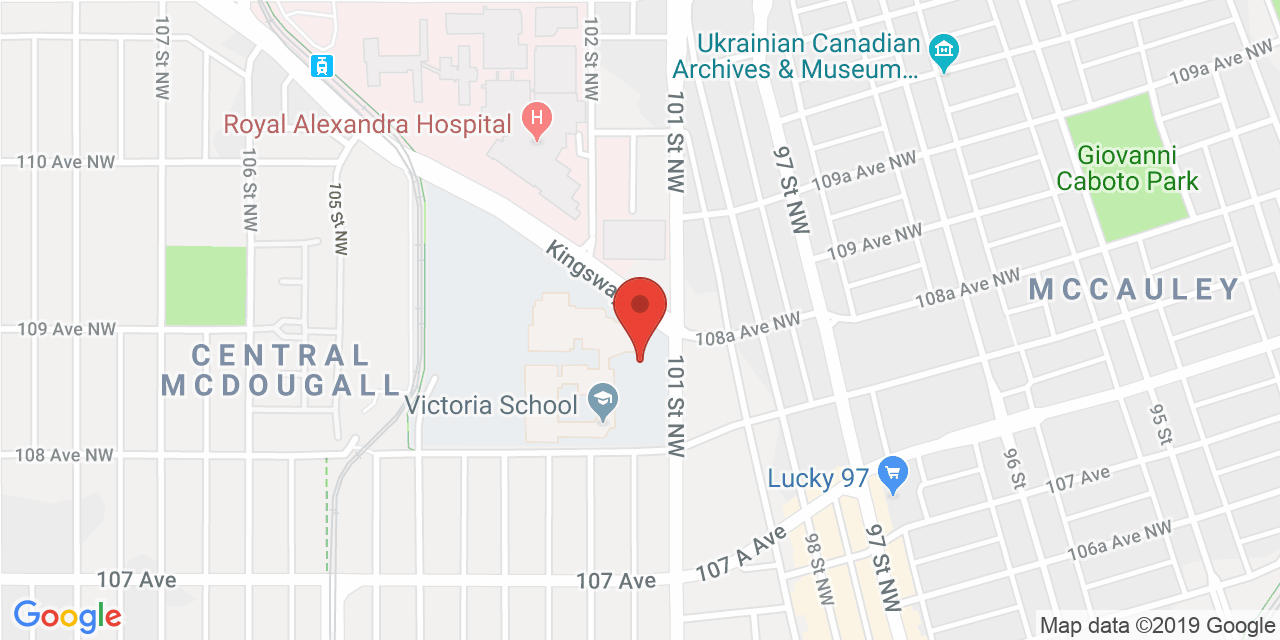 107 St NW
102 St NW
Ukrainian Canadian
Archives & Museum...
109a Ave NW
Royal Alexandra Hospital
H
101 St NW
110 Ave NW
106 St NW
105 St NW
97 St NW
109a Ave NW
Giovanni
Caboto Park
109 Ave NW
Kingsway
108a Ave NW
MCCAULEY
109 Ave NW
108a Ave NW
CENTRAL
MCDOUGALL
Victoria School
101 St NW
95 St
108 Ave NW
Lucky 97
96 St
107 Ave
107 A Ave
98 St NW
97 St NW
106a Ave NW
107 Ave
107 Ave
Google
Map data ©2019 Google